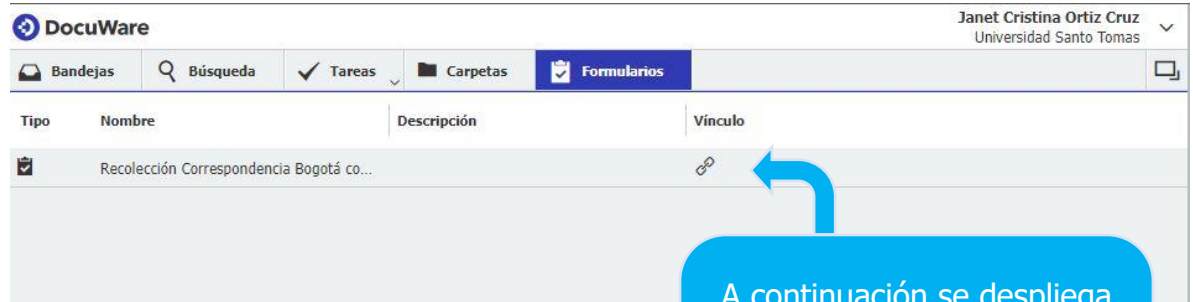 DocuWare
Janet Cristina Ortiz Cruz
Universidad Santo Tomas
Bandejas Búsqueda Tareas Carpetas Formularios
Tipo Nombre Descripción Vínculo
Recolección Correspondencia Bogotá co...
A continuación se despliega